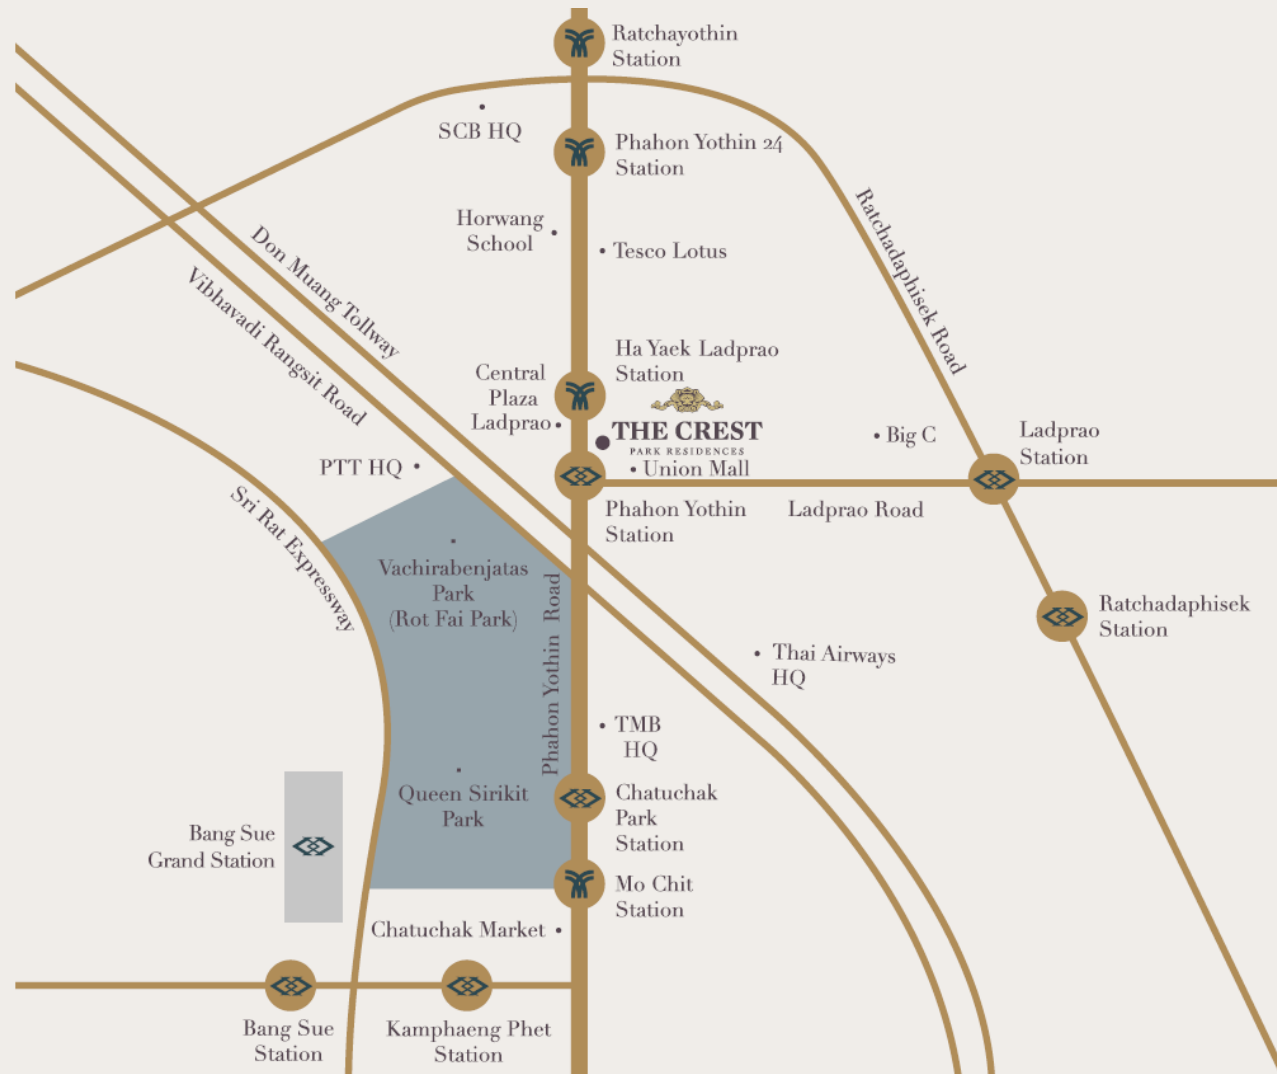 Ratchayothin
Station
SCB HQ
Phahon Yothin 24
Station
Horwang
School
Tesco Lotus
Ratchadaphisek Road
Don Muang Tollway
Vibhavadi Rangsit Road
Ha Yaek Ladprao
Station
Central
Plaza
Ladprao
THE CREST
PARK RESIDENCES
Big C
Ladprao
Station
PTT HQ
Union Mall
Sri Rat Expressway
Phahon Yothin
Station
Ladprao Road
Vachirabenjatas
Park
(Rot Fai Park)
Phahon Yothin Road
Ratchadaphisek
Station
Thai Airways
HQ
TMB
HQ
Queen Sirikit
Park
Chatuchak
Park
Station
Bang Sue
Grand Station
Mo Chit
Station
Chatuchak Market
Bang Sue
Station
Kamphaeng Phet
Station